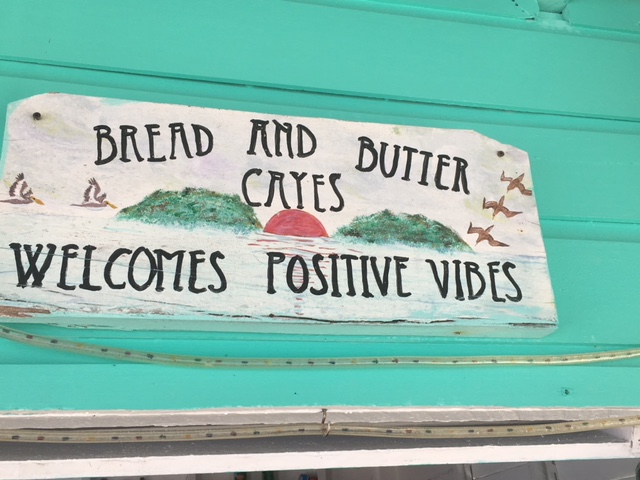 BREAD AND BUTTER
CAYES
WELCOMES POSITIVE VIBES